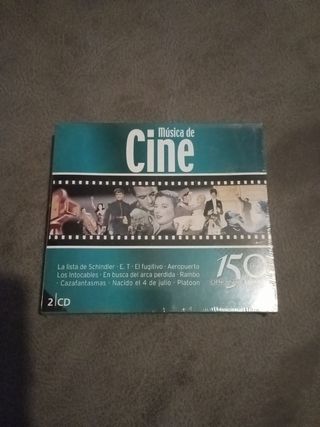 Música de
Cine
La lista de Schindler · E. T · El fugitivo · Aeropuerto
Los Intocables · En busca del arca perdida · Rambo
· Cazafantasmas · Nacido el 4 de julio · Platoon
150
2 CD